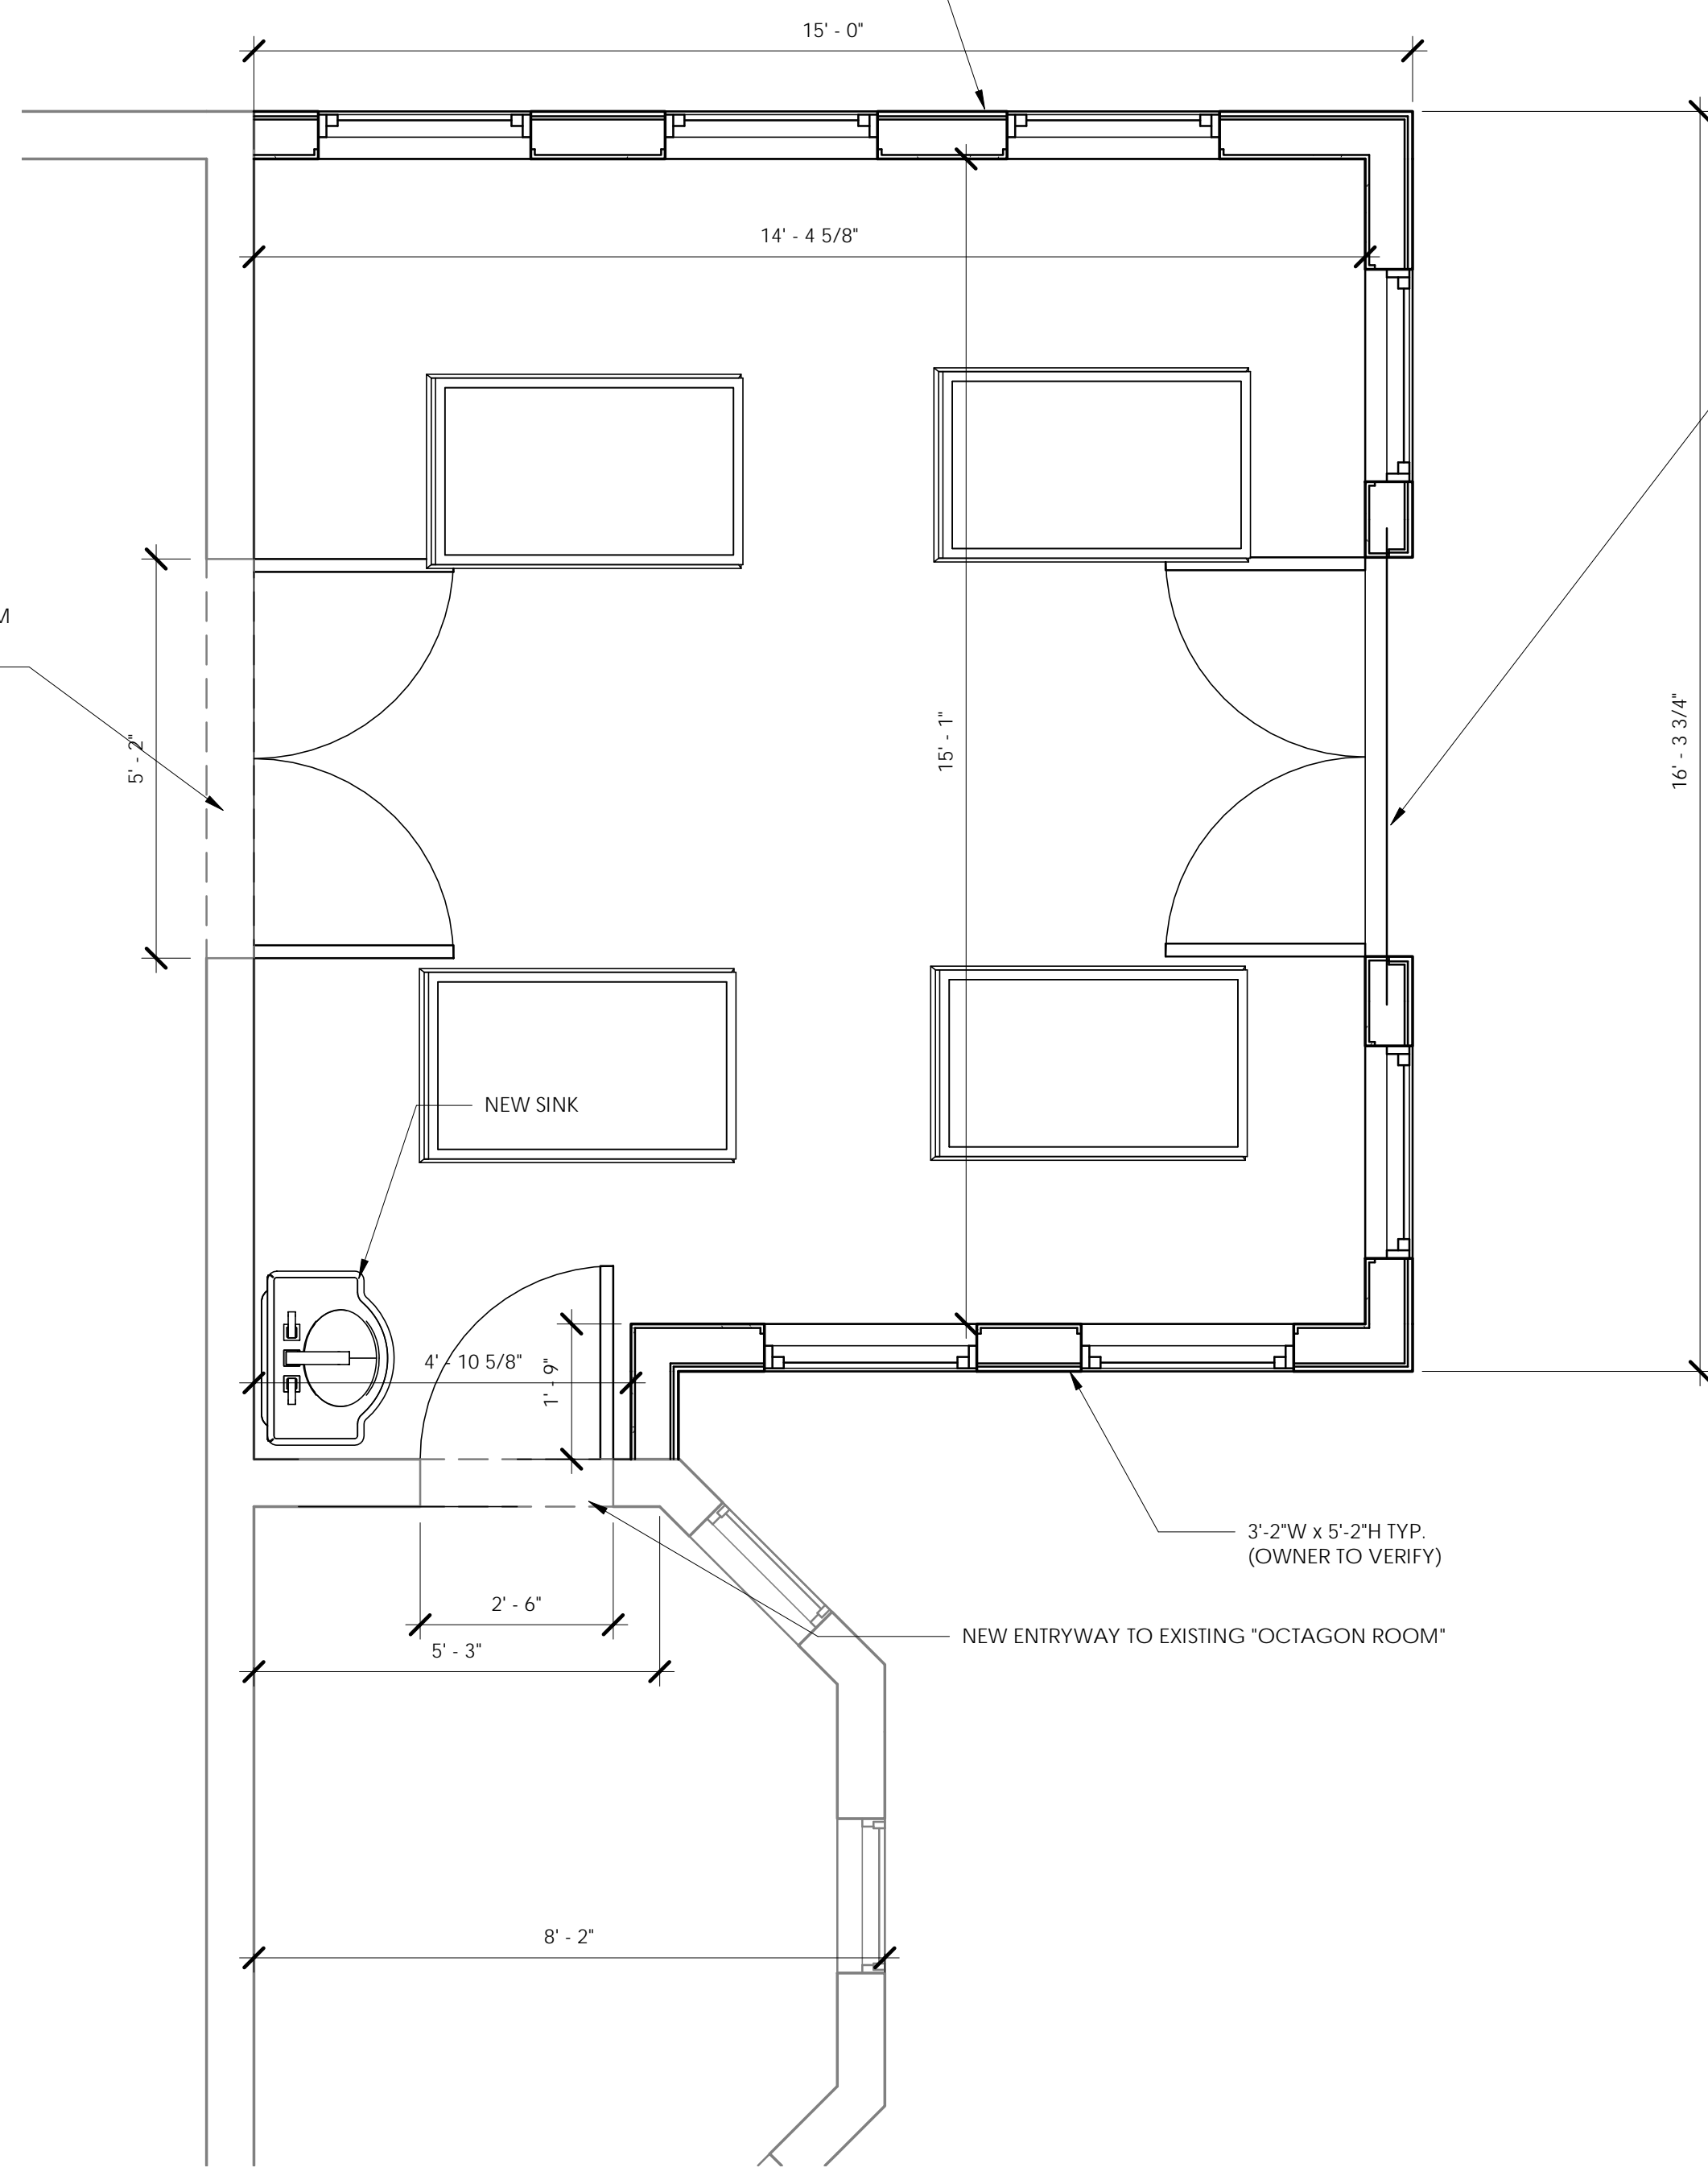 15' - 0"
14' - 4 5/8"
M
5' - 2"
15' - 1"
16' - 3 3/4"
NEW SINK
4' - 10 5/8"
1' - 9"
3'-2"W x 5'-2"H TYP.
(OWNER TO VERIFY)
2' - 6"
NEW ENTRYWAY TO EXISTING "OCTAGON ROOM"
5' - 3"
8' - 2"